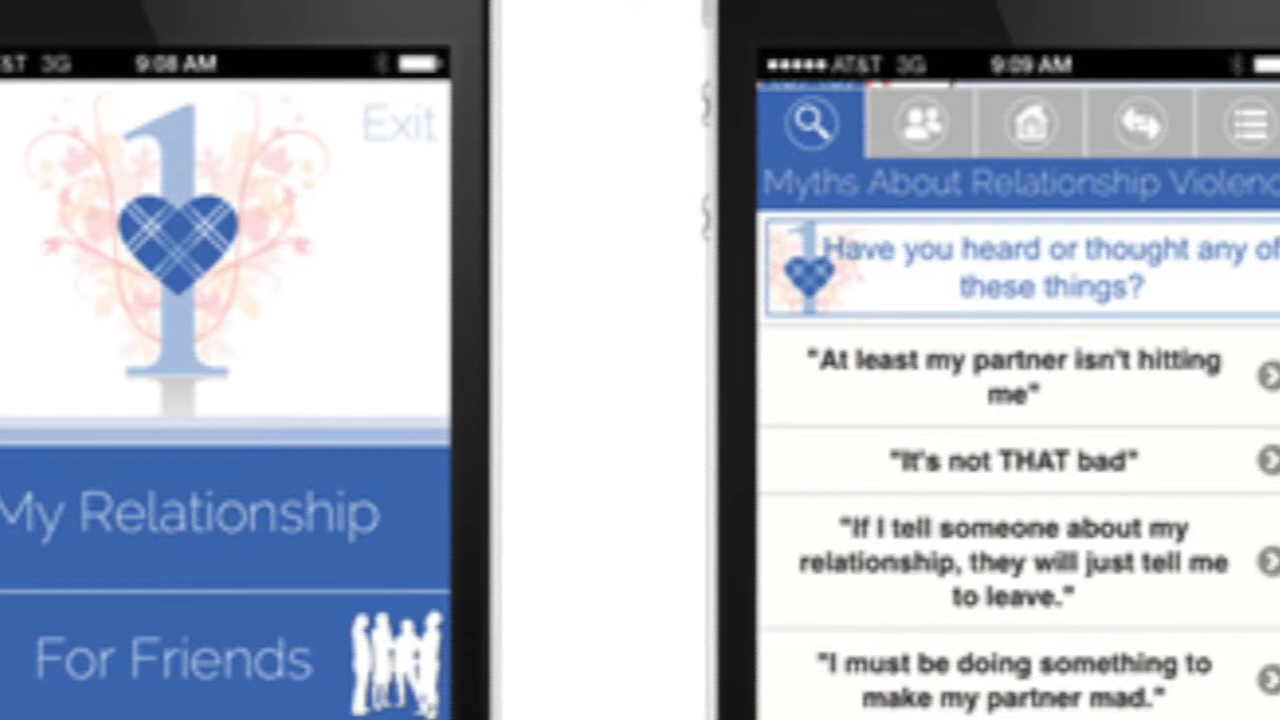 3G 9:08 AM
1
Exit
My Relationship
For Friends
AT&T 3G 9:09 AM
Myths About Relationship
1
Have you heard or thought any of
these things?
"At least my partner isn't hitting
me"
"It's not THAT bad"
"If I tell someone about my
relationship, they will just tell me
to leave."
"I must be doing something to
make my partner mad."